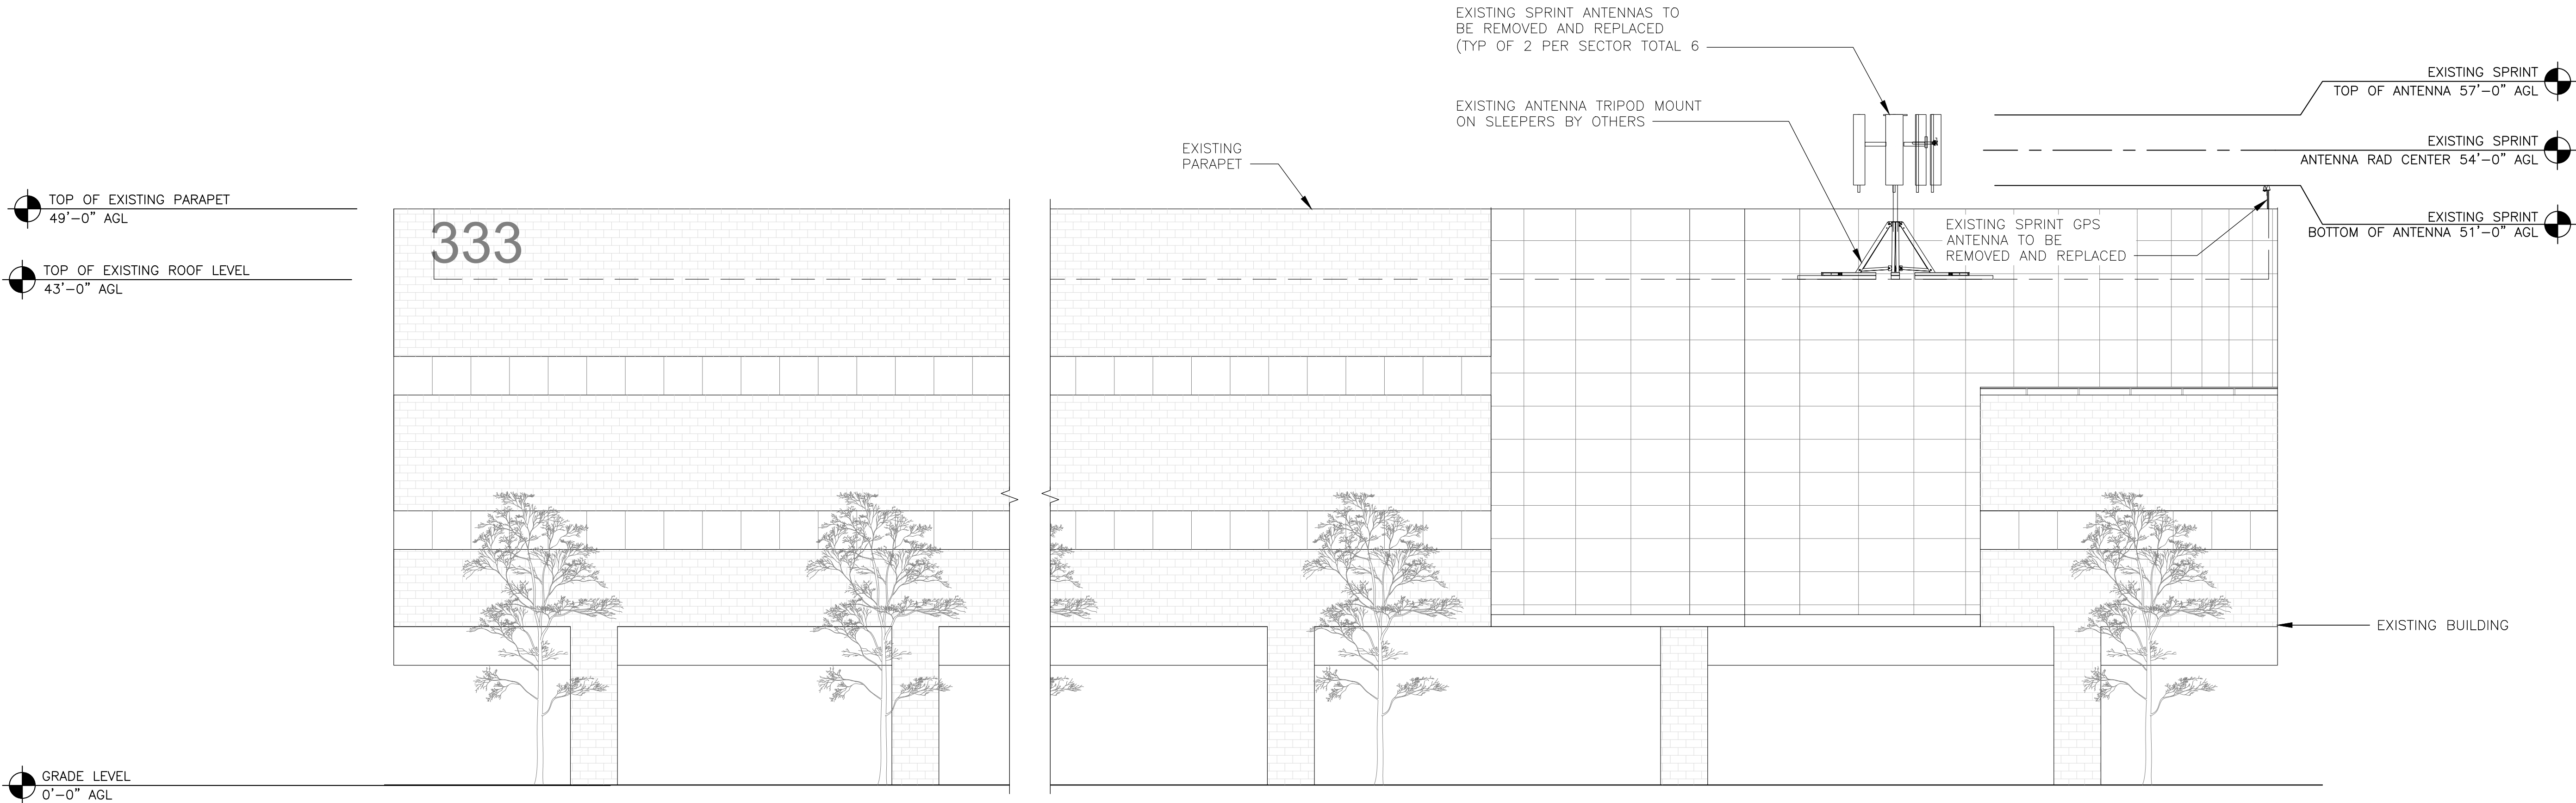 EXISTING SPRINT ANTENNAS TO
BE REMOVED AND REPLACED
(TYP OF 2 PER SECTOR TOTAL 6
EXISTING SPRINT
TOP OF ANTENNA 57'-0" AGL
EXISTING ANTENNA TRIPOD MOUNT
ON SLEEPERS BY OTHERS
EXISTING SPRINT
ANTENNA RAD CENTER 54'-0" AGL
EXISTING
PARAPET
TOP OF EXISTING PARAPET
49'-0" AGL
333
EXISTING SPRINT GPS
ANTENNA TO BE
REMOVED AND REPLACED
EXISTING SPRINT
BOTTOM OF ANTENNA 51'-0" AGL
TOP OF EXISTING ROOF LEVEL
43'-0" AGL
EXISTING BUILDING
GRADE LEVEL
0'-0" AGL